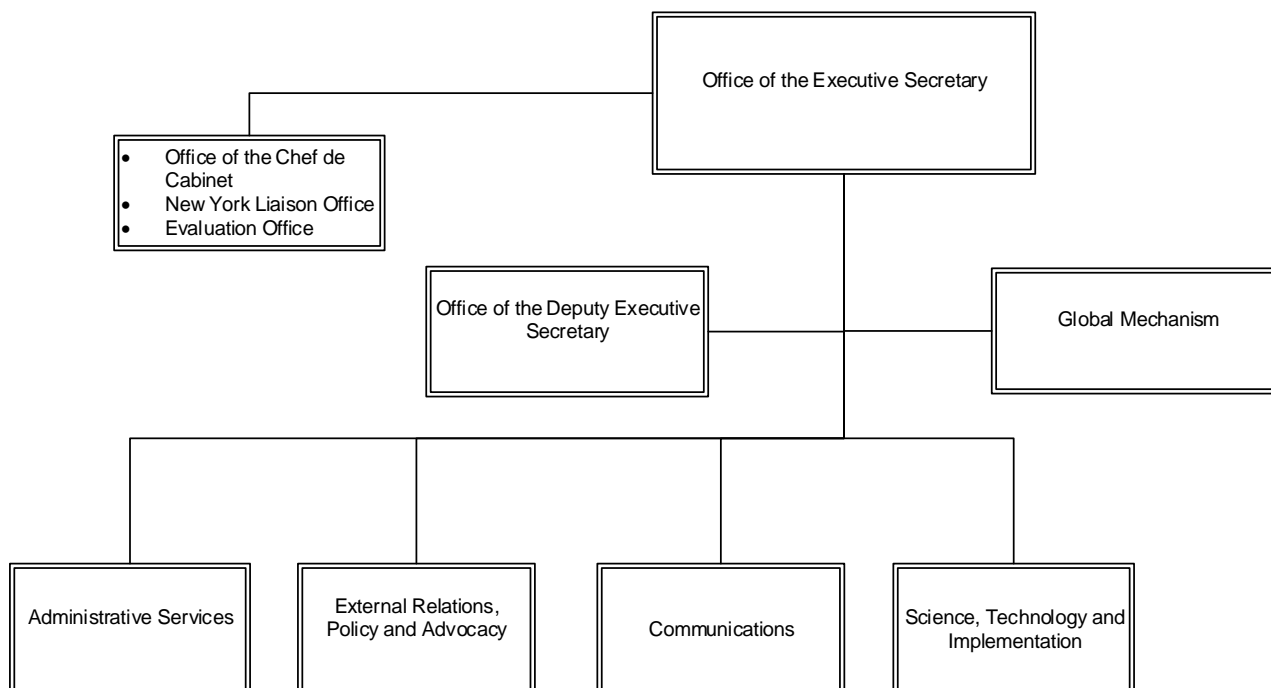 Office of the Executive Secretary
• Office of the Chef de
Cabinet
• New York Liaison Office
• Evaluation Office
Office of the Deputy Executive
Secretary
Global Mechanism
Administrative Services
External Relations,
Policy and Advocacy
Communications
Science, Technology and
Implementation